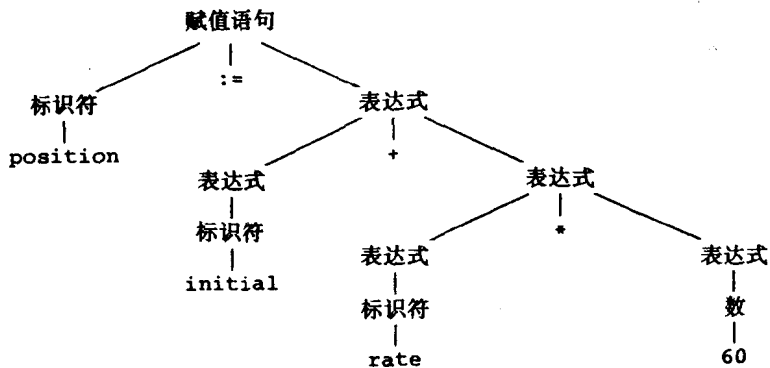 赋值语句
:=
标识符
表达式
position
+
表达式
表达式
标识符
*
initial
表达式
表达式
标识符
数
rate
60